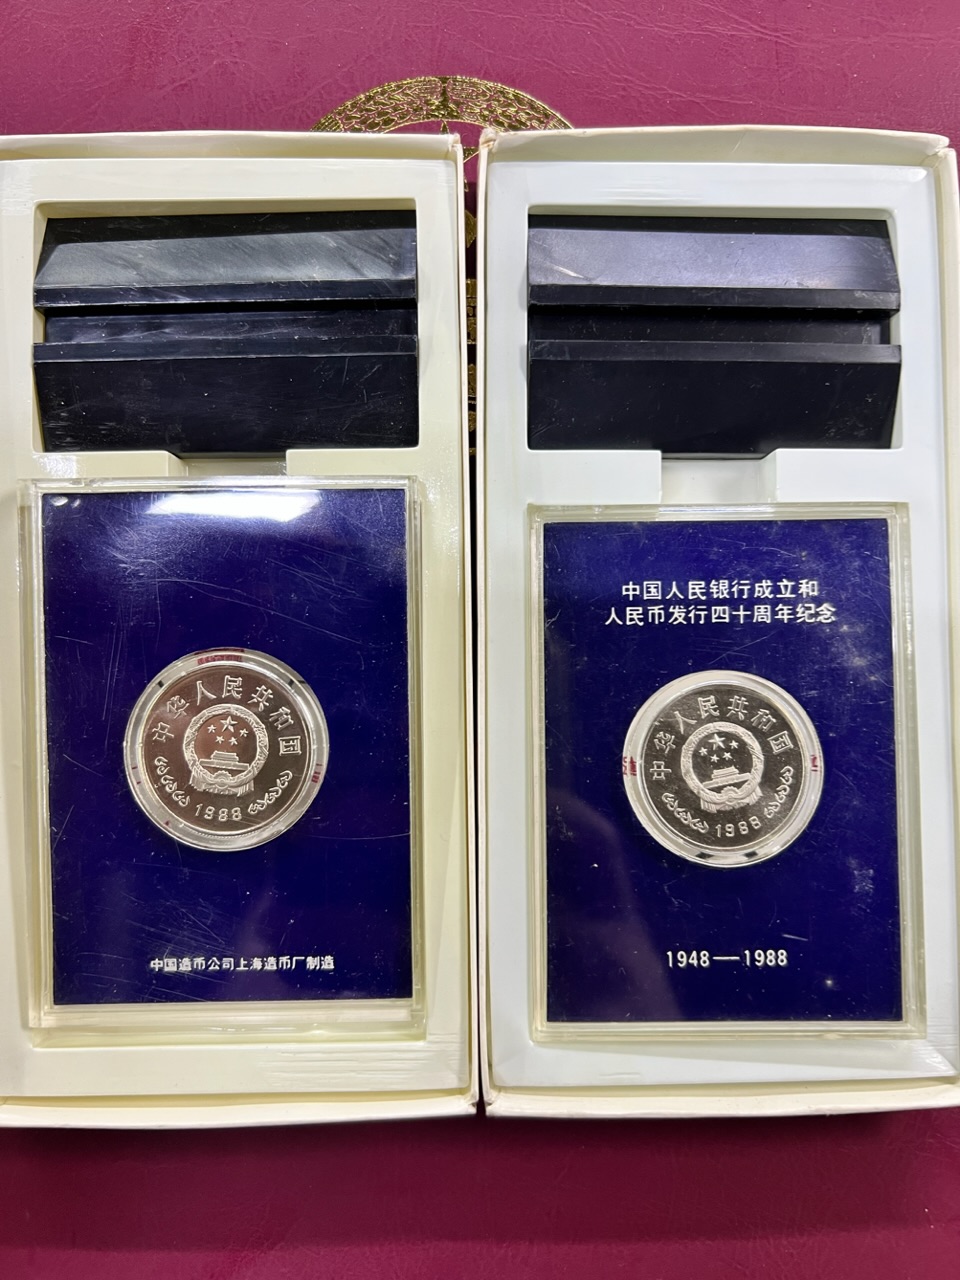 中华人民共和国
1988
中国造币公司上海造币厂制造
中国人民银行成立和
人民币发行四十周年纪念
中华人民共和国
1988
1948—1988